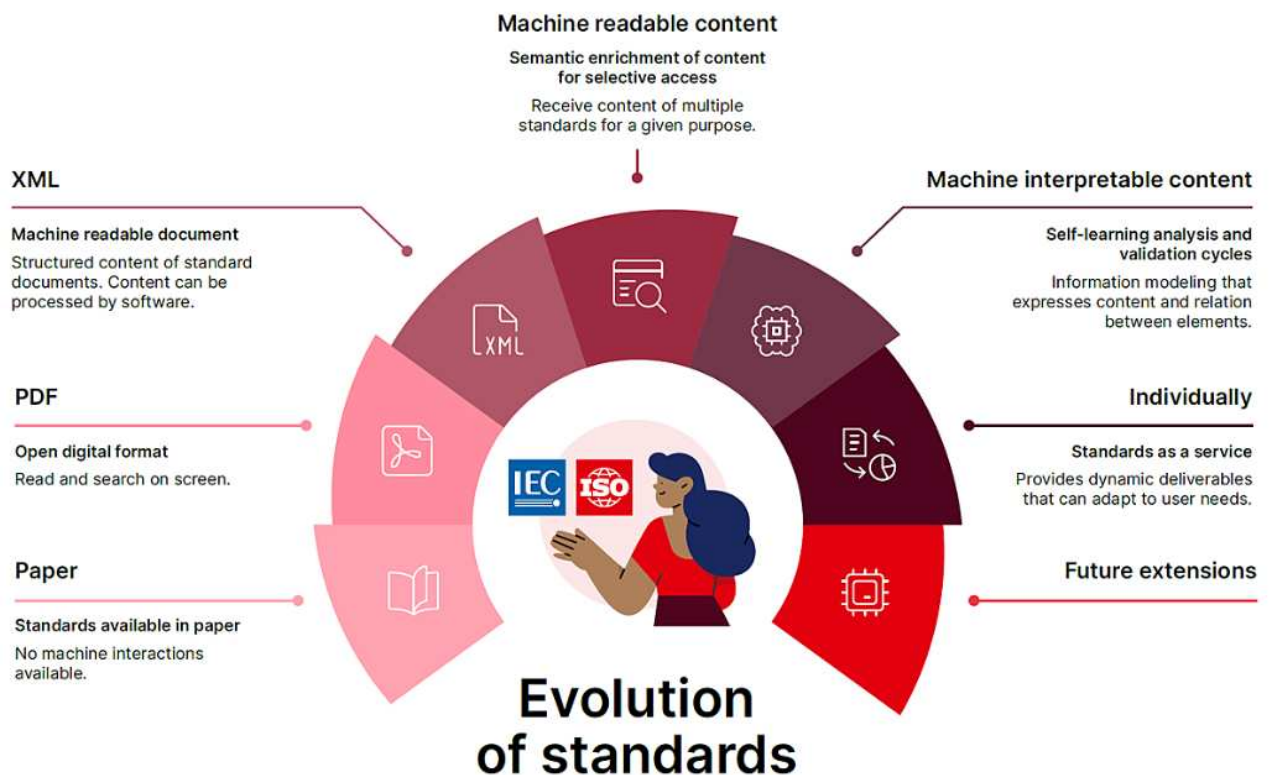 Machine readable content
Semantic enrichment of content
for selective access
Receive content of multiple
standards for a given purpose.
XML
Machine readable document
Structured content of standard
documents. Content can be
processed by software.
Machine interpretable content
Self-learning analysis and
validation cycles
Information modeling that
expresses content and relation
between elements.
XML
PDF
Open digital format
Read and search on screen.
Individually
Standards as a service
Provides dynamic deliverables
that can adapt to user needs.
IEC
ISO
Paper
Standards available in paper
No machine interactions
available.
Future extensions
Evolution
of standards